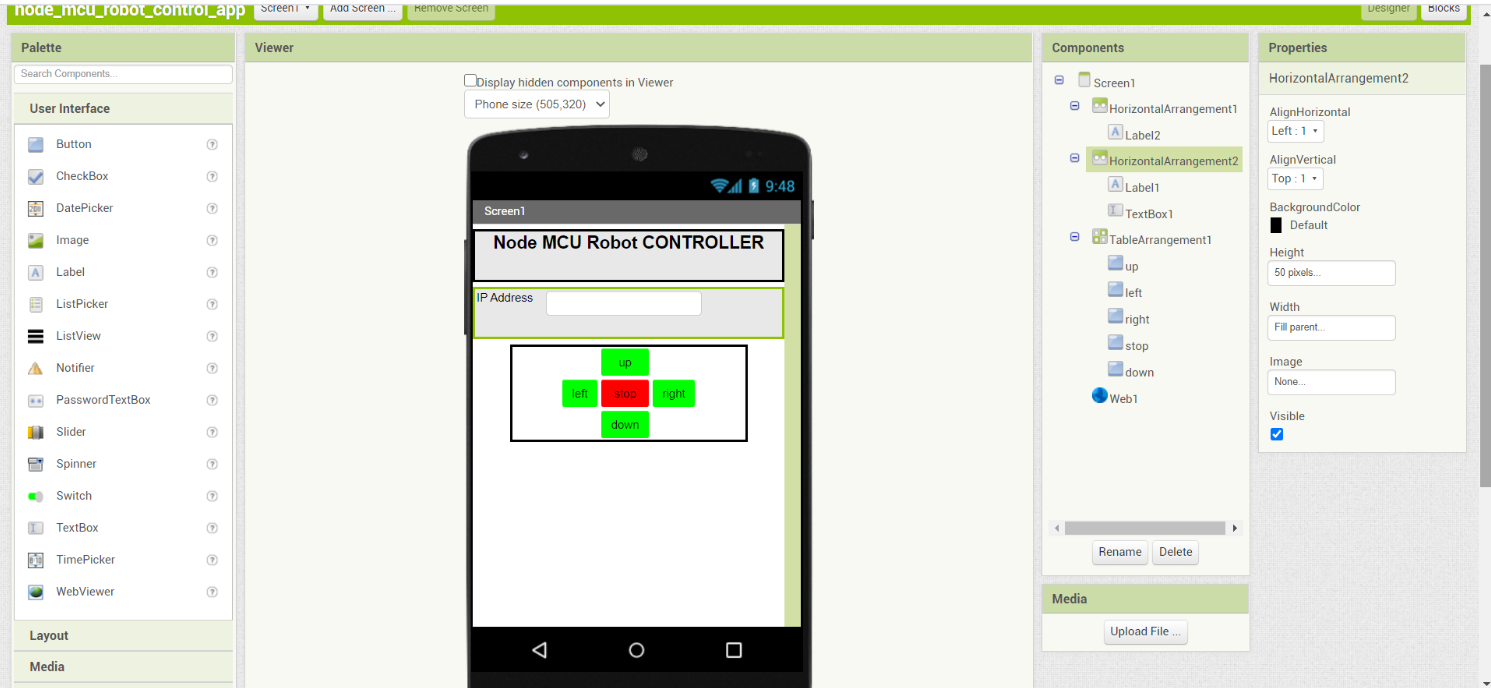 node_mcu_robot_control_app
Screen1
Add Screen ...
Remove Screen
Designer
Blocks
Palette
Search Components...
User Interface
Button ?
CheckBox ?
DatePicker ?
Image ?
Label ?
ListPicker ?
ListView ?
Notifier ?
PasswordTextBox ?
Slider ?
Spinner ?
Switch ?
TextBox ?
TimePicker ?
WebViewer ?
Layout
Media
Viewer
Display hidden components in Viewer
Phone size (505,320)
9:48
Screen1
Node MCU Robot CONTROLLER
IP Address
up
left stop right
down
Components
Screen1
HorizontalArrangement1
A Label2
HorizontalArrangement2
A Label1
TextBox1
TableArrangement1
up
left
right
stop
down
Web1
Rename Delete
Media
Upload File ...
Properties
HorizontalArrangement2
AlignHorizontal
Left : 1
AlignVertical
Top : 1
BackgroundColor
Default
Height
50 pixels...
Width
Fill parent...
Image
None...
Visible